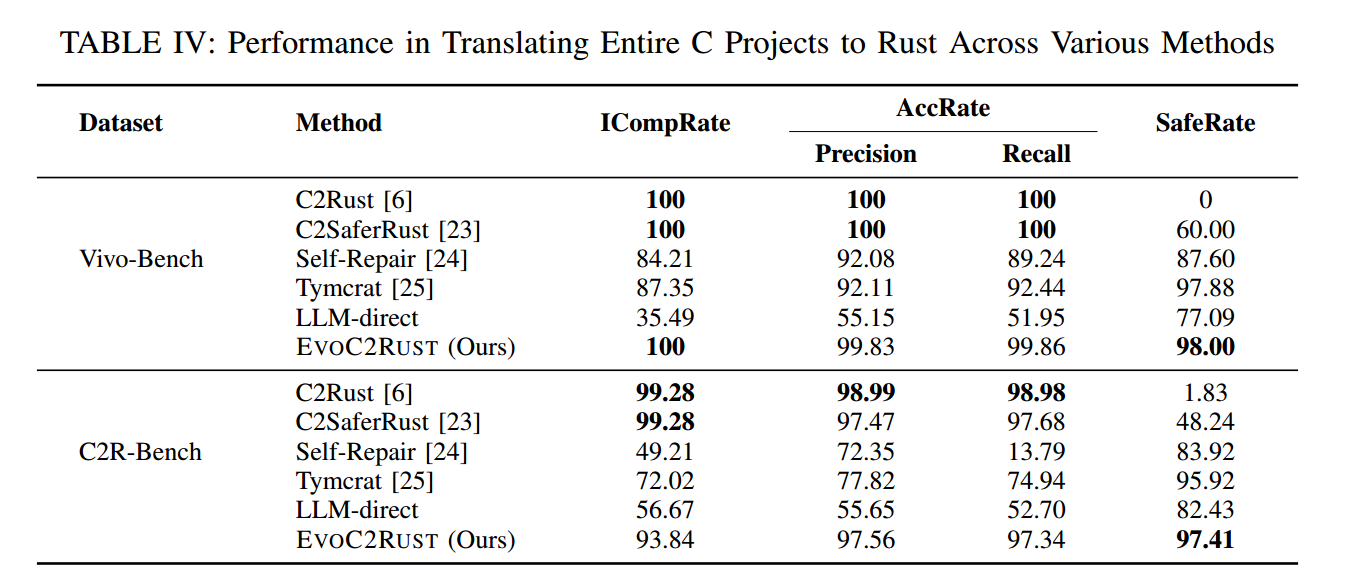 TABLE IV: Performance in Translating Entire C Projects to Rust Across Various Methods
Dataset Method ICompRate AccRate SafeRate
Precision Recall
C2Rust [6] 100 100 100 0
C2SaferRust [23] 100 100 100 60.00
Vivo-Bench Self-Repair [24] 84.21 92.08 89.24 87.60
Tymcrat [25] 87.35 92.11 92.44 97.88
LLM-direct 35.49 55.15 51.95 77.09
EVOC2RUST (Ours) 100 99.83 99.86 98.00
C2Rust [6] 99.28 98.99 98.98 1.83
C2SaferRust [23] 99.28 97.47 97.68 48.24
C2R-Bench Self-Repair [24] 49.21 72.35 13.79 83.92
Tymcrat [25] 72.02 77.82 74.94 95.92
LLM-direct 56.67 55.65 52.70 82.43
EVOC2RUST (Ours) 93.84 97.56 97.34 97.41